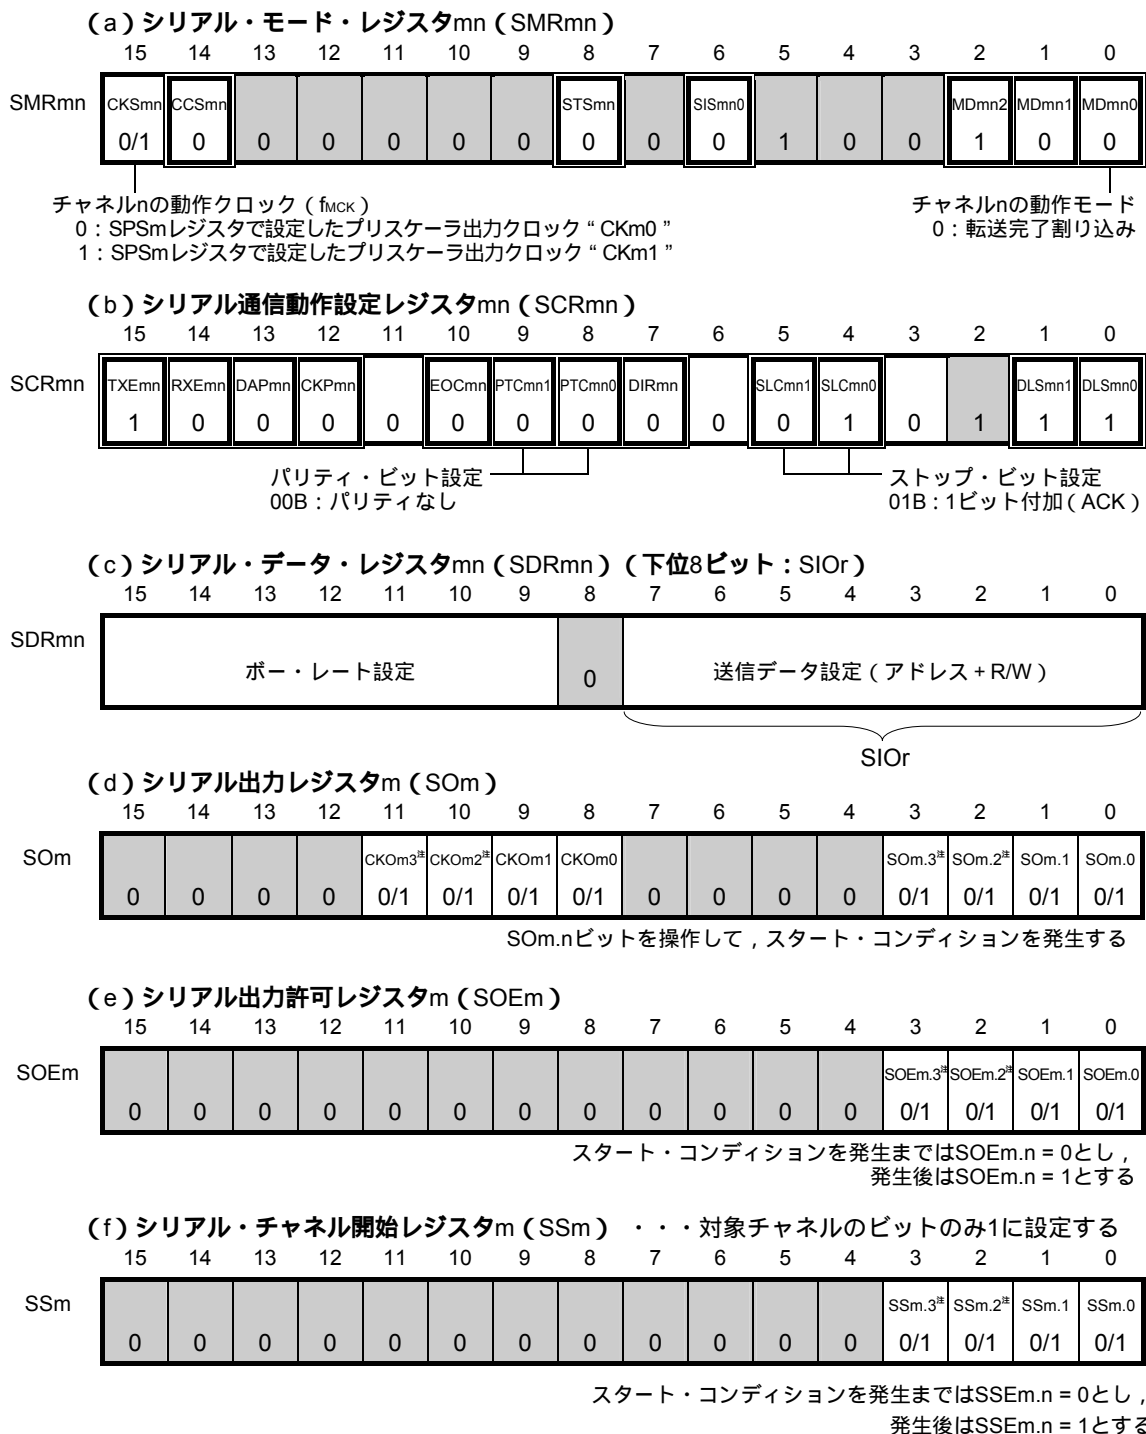 （a）シリアル・モード・レジスタmn（SMRmn）
15 14 13 12 11 10 9 8 7 6 5 4 3 2 1 0
SMRmn CKSmn CCSmn STSmn SISmn0 MDmn2 MDmn1 MDmn0
0/1 0 0 0 0 0 0 0 0 0 1 0 0 1 0 0
チャネルnの動作クロック（fMCK） チャネルnの動作モード
0：SPSmレジスタで設定したプリスケーラ出力クロック“CKm0” 0：転送完了割り込み
1：SPSmレジスタで設定したプリスケーラ出力クロック“CKm1”
（b）シリアル通信動作設定レジスタmn（SCRmn）
15 14 13 12 11 10 9 8 7 6 5 4 3 2 1 0
SCRmn TXEmn RXEmn DAPmn CKPmn EOCmn PTCmn1 PTCmn0 DIRmn SLCmn1 SLCmn0 DLSmn1 DLSmn0
1 0 0 0 0 0 0 0 0 0 0 1 0 1 1 1
パリティ・ビット設定 ストップ・ビット設定
00B：パリティなし 01B：1ビット付加（ACK）
（c）シリアル・データ・レジスタmn（SDRmn）（下位8ビット：SIOr）
15 14 13 12 11 10 9 8 7 6 5 4 3 2 1 0
SDRmn
ボー・レート設定 0 送信データ設定（アドレス＋R/W）
SIOr
（d）シリアル出力レジスタm（SOm）
15 14 13 12 11 10 9 8 7 6 5 4 3 2 1 0
SOm CKOm3注 CKOm2注 CKOm1 CKOm0 SOm.3注 SOm.2注 SOm.1 SOm.0
0 0 0 0 0/1 0/1 0/1 0/1 0 0 0 0 0/1 0/1 0/1 0/1
SOm.nビットを操作して，スタート・コンディションを発生する
（e）シリアル出力許可レジスタm（SOEm）
15 14 13 12 11 10 9 8 7 6 5 4 3 2 1 0
SOEm SOEm.3注 SOEm.2注 SOEm.1 SOEm.0
0 0 0 0 0 0 0 0 0 0 0 0 0/1 0/1 0/1 0/1
スタート・コンディションを発生まではSOEm.n = 0とし，
発生後はSOEm.n = 1とする
（f）シリアル・チャネル開始レジスタm（SSm） ・・・対象チャネルのビットのみ1に設定する
15 14 13 12 11 10 9 8 7 6 5 4 3 2 1 0
SSm SSm.3注 SSm.2注 SSm.1 SSm.0
0 0 0 0 0 0 0 0 0 0 0 0 0/1 0/1 0/1 0/1
スタート・コンディションを発生まではSSEm.n = 0とし，
発生後はSSEm.n = 1とする